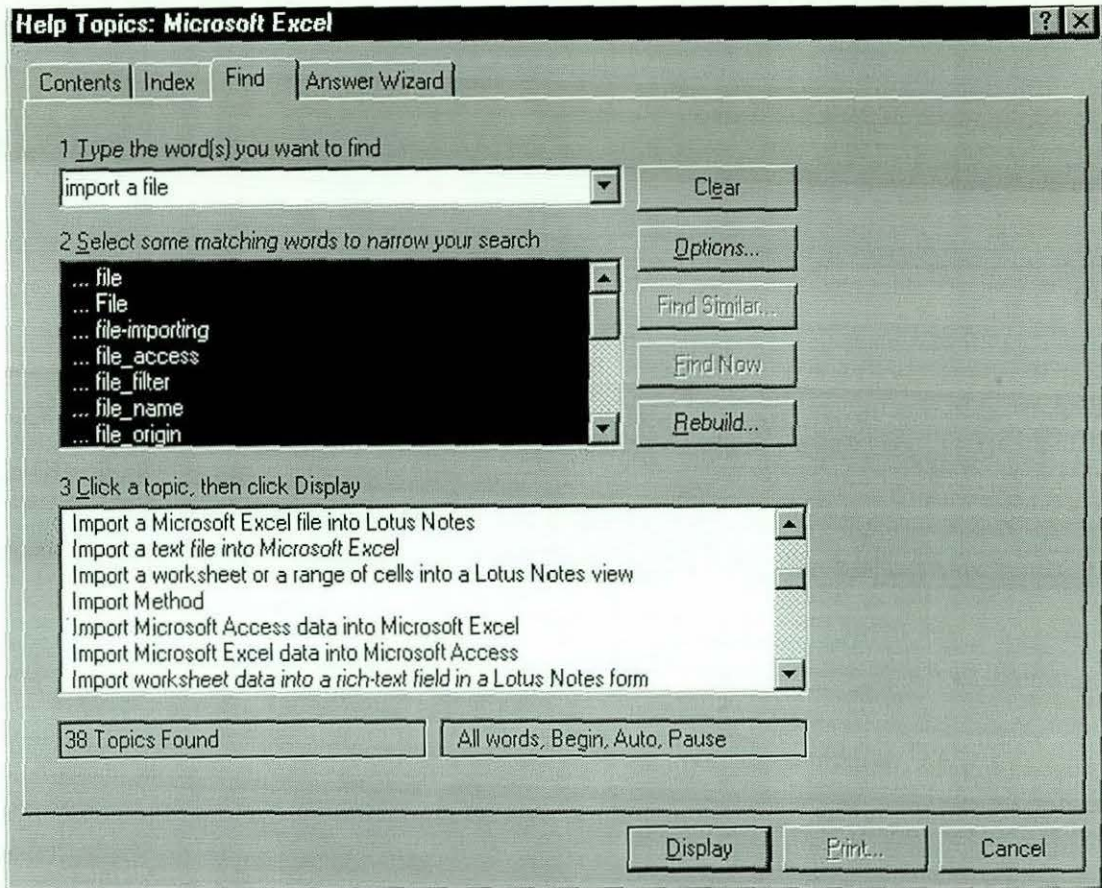 Help Topics: Microsoft Excel
Contents Index Find Answer Wizard
1 Type the word(s) you want to find
import a file
Clear
2 Select some matching words to narrow your search
Options...
... file
... File
... file-importing
... file_access
... file_filter
... file_name
... file_origin
Find Similar...
Find Now
Rebuild...
3 Click a topic, then click Display
Import a Microsoft Excel file into Lotus Notes
Import a text file into Microsoft Excel
Import a worksheet or a range of cells into a Lotus Notes view
Import Method
Import Microsoft Access data into Microsoft Excel
Import Microsoft Excel data into Microsoft Access
Import worksheet data into a rich-text field in a Lotus Notes form
38 Topics Found
All words, Begin, Auto, Pause
Display Print... Cancel